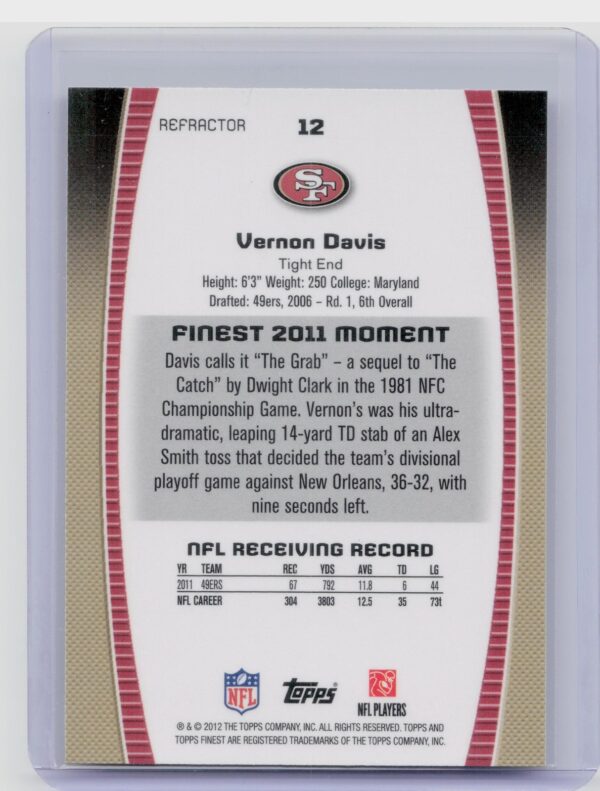 REFRACTOR 12
SF
Vernon Davis
Tight End
Height: 6'3" Weight: 250 College: Maryland
Drafted: 49ers, 2006 – Rd. 1, 6th Overall
FINEST 2011 MOMENT
Davis calls it “The Grab” – a sequel to “The
Catch” by Dwight Clark in the 1981 NFC
Championship Game. Vernon's was his ultra-
dramatic, leaping 14-yard TD stab of an Alex
Smith toss that decided the team's divisional
playoff game against New Orleans, 36-32, with
nine seconds left.
NFL RECEIVING RECORD
YR TEAM REC YDS AVG TD LG
2011 49ERS 67 792 11.8 6 44
NFL CAREER 304 3803 12.5 35 73t
NFL topps
NFL PLAYERS
® & © 2012 THE TOPPS COMPANY, INC. ALL RIGHTS RESERVED. TOPPS AND
TOPPS FINEST ARE REGISTERED TRADEMARKS OF THE TOPPS COMPANY, INC.